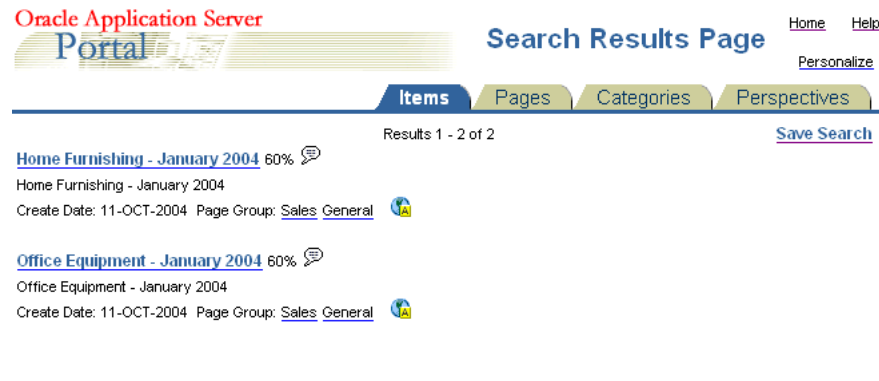 Oracle Application Server
Portal
Search Results Page
Home Help
Personalize
Items Pages Categories Perspectives
Results 1 - 2 of 2 Save Search
Home Furnishing - January 2004 60%
Home Furnishing - January 2004
Create Date: 11-OCT-2004 Page Group: Sales General A
Office Equipment - January 2004 60%
Office Equipment - January 2004
Create Date: 11-OCT-2004 Page Group: Sales General A